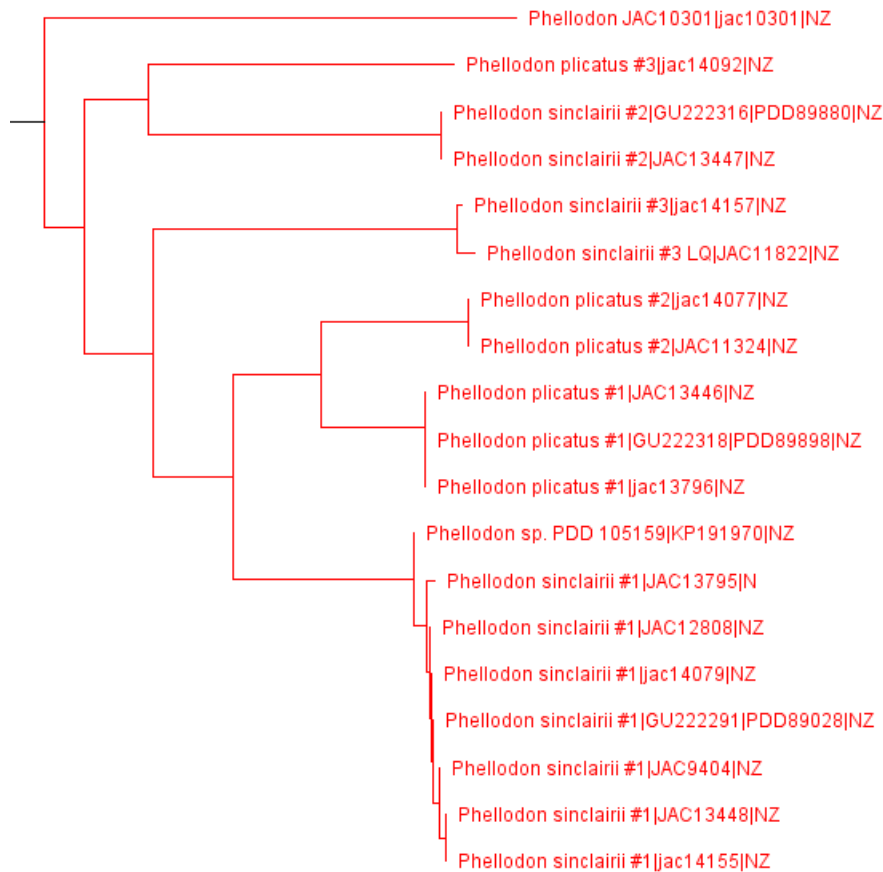 Phellodon JAC10301|jac10301|NZ
Phellodon plicatus #3|jac14092|NZ
Phellodon sinclairii #2|GU222316|PDD89880|NZ
Phellodon sinclairii #2|JAC13447|NZ
Phellodon sinclairii #3|jac14157|NZ
Phellodon sinclairii #3 LQ|JAC11822|NZ
Phellodon plicatus #2|jac14077|NZ
Phellodon plicatus #2|JAC11324|NZ
Phellodon plicatus #1|JAC13446|NZ
Phellodon plicatus #1|GU222318|PDD89898|NZ
Phellodon plicatus #1|jac13796|NZ
Phellodon sp. PDD 105159|KP191970|NZ
Phellodon sinclairii #1|JAC13795|N
Phellodon sinclairii #1|JAC12808|NZ
Phellodon sinclairii #1|jac14079|NZ
Phellodon sinclairii #1|GU222291|PDD89028|NZ
Phellodon sinclairii #1|JAC9404|NZ
Phellodon sinclairii #1|JAC13448|NZ
Phellodon sinclairii #1|jac14155|NZ